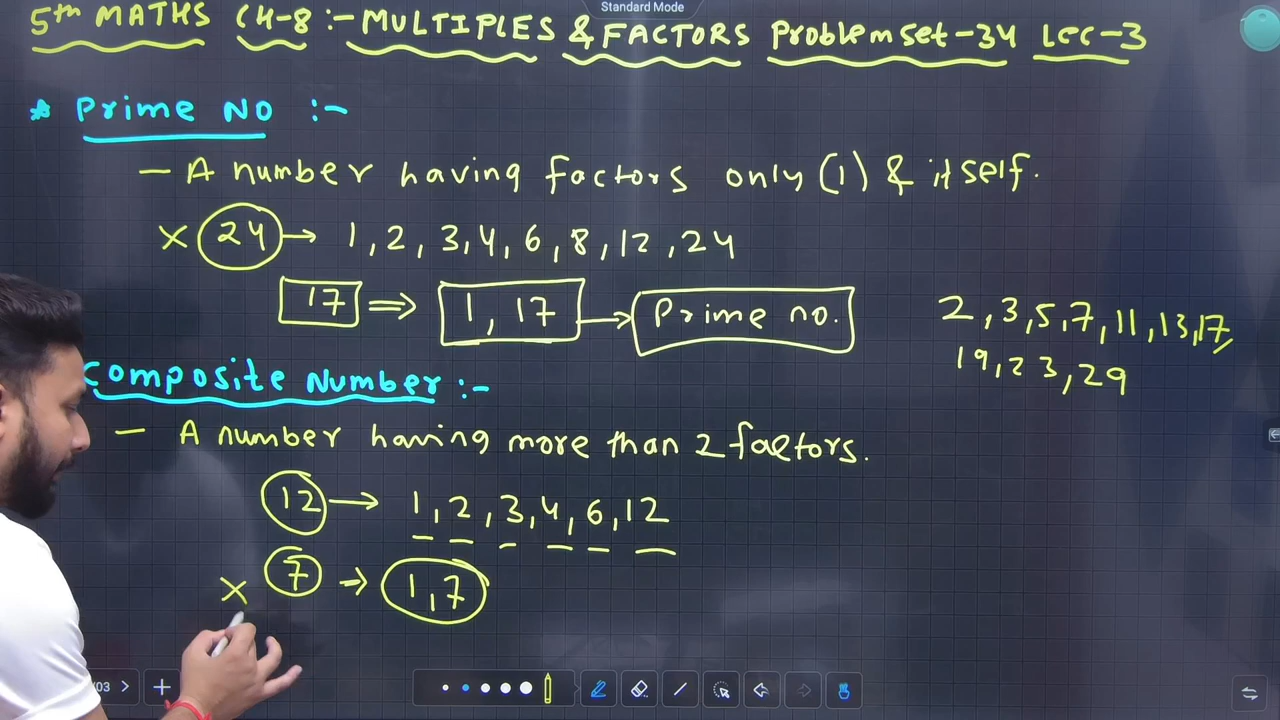 Standard Mode
5th MATHS CH-8 :- MULTIPLES & FACTORS Problem set-34 Lec-3
* Prime NO :-
- A number having factors only (1) & itself.
× 24 → 1, 2, 3, 4, 6, 8, 12, 24
17 ⇒ 1, 17 → Prime no.
2, 3, 5, 7, 11, 13, 17,
19, 23, 29
Composite Number :-
- A number having more than 2 factors.
12 → 1, 2, 3, 4, 6, 12
× 7 → 1, 7
/03